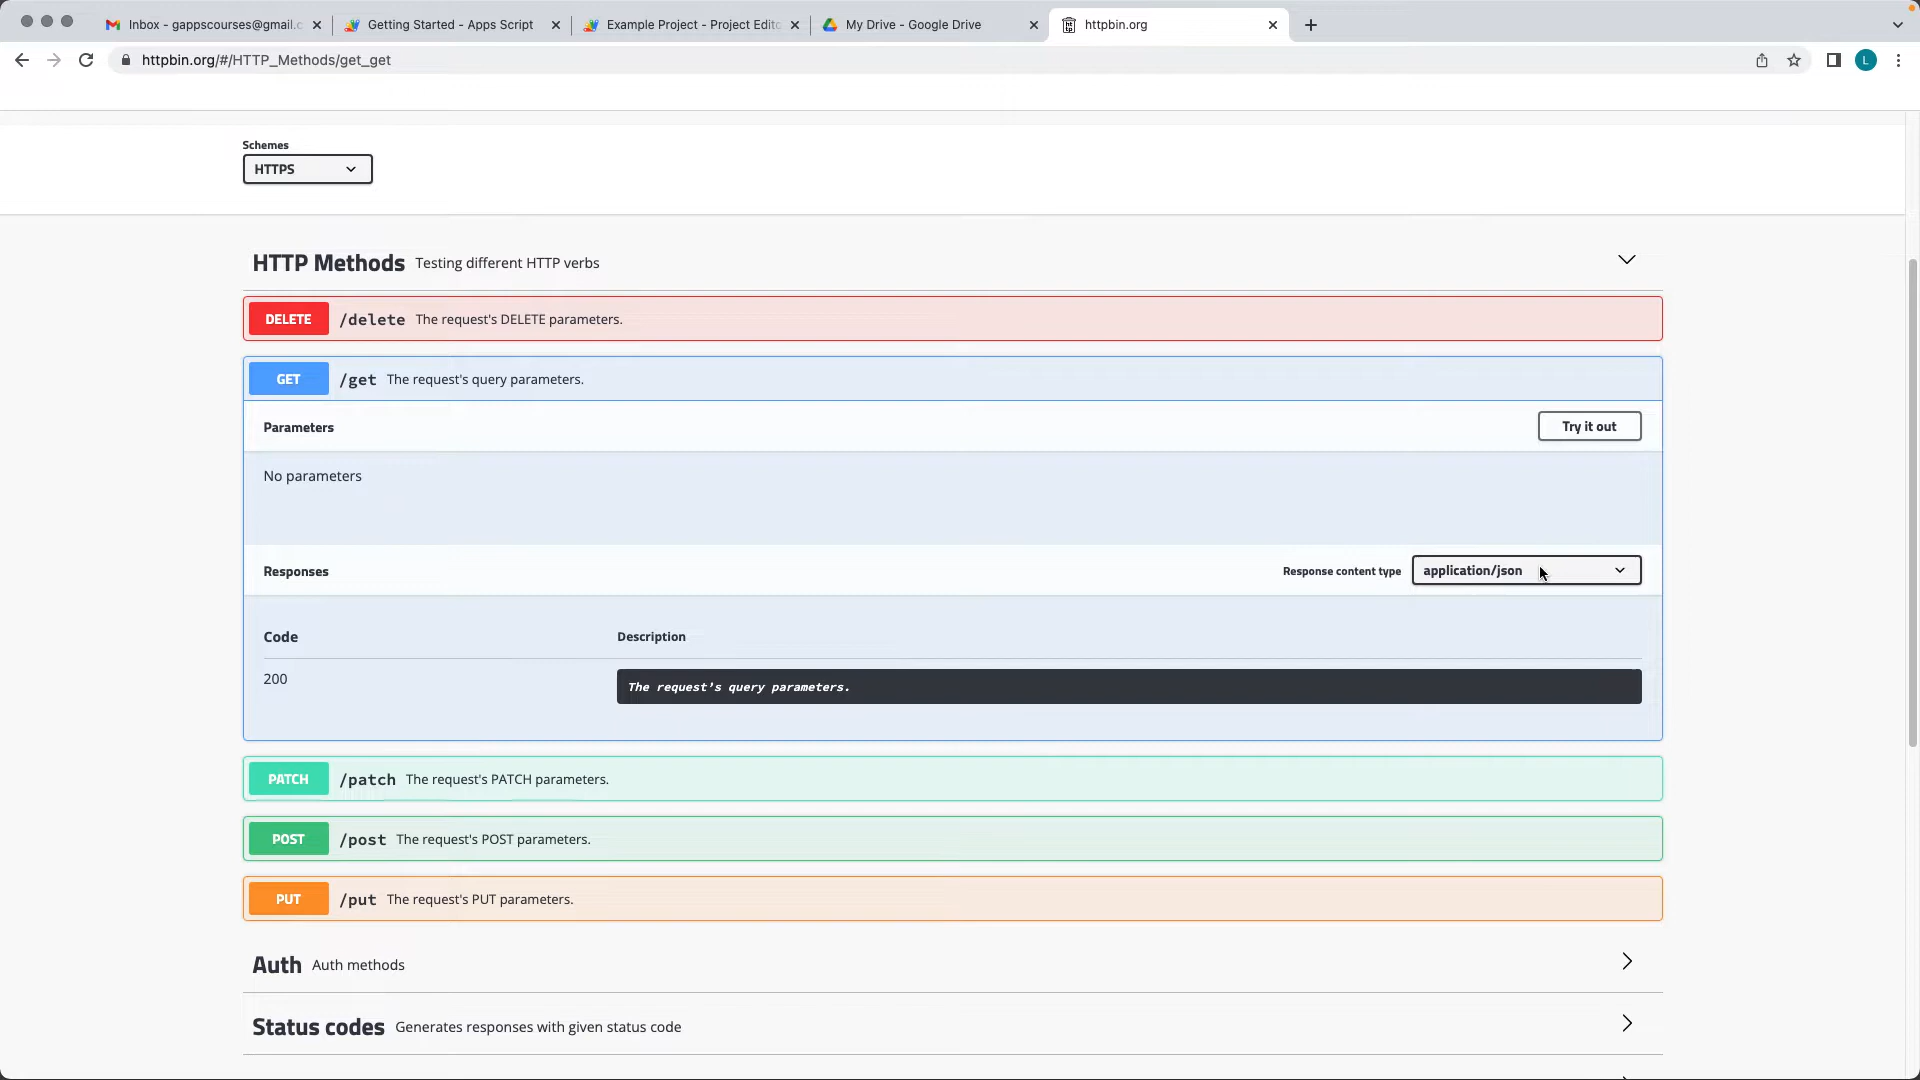 Inbox - gappscourses@gmail.c
Getting Started - Apps Script
Example Project - Project Edito
My Drive - Google Drive
httpbin.org
httpbin.org/#/HTTP_Methods/get_get
L
Schemes
HTTPS
HTTP Methods Testing different HTTP verbs
DELETE /delete The request's DELETE parameters.
GET /get The request's query parameters.
Parameters
Try it out
No parameters
Responses
Response content type
application/json
Code
Description
200
The request's query parameters.
PATCH /patch The request's PATCH parameters.
POST /post The request's POST parameters.
PUT /put The request's PUT parameters.
Auth Auth methods
Status codes Generates responses with given status code